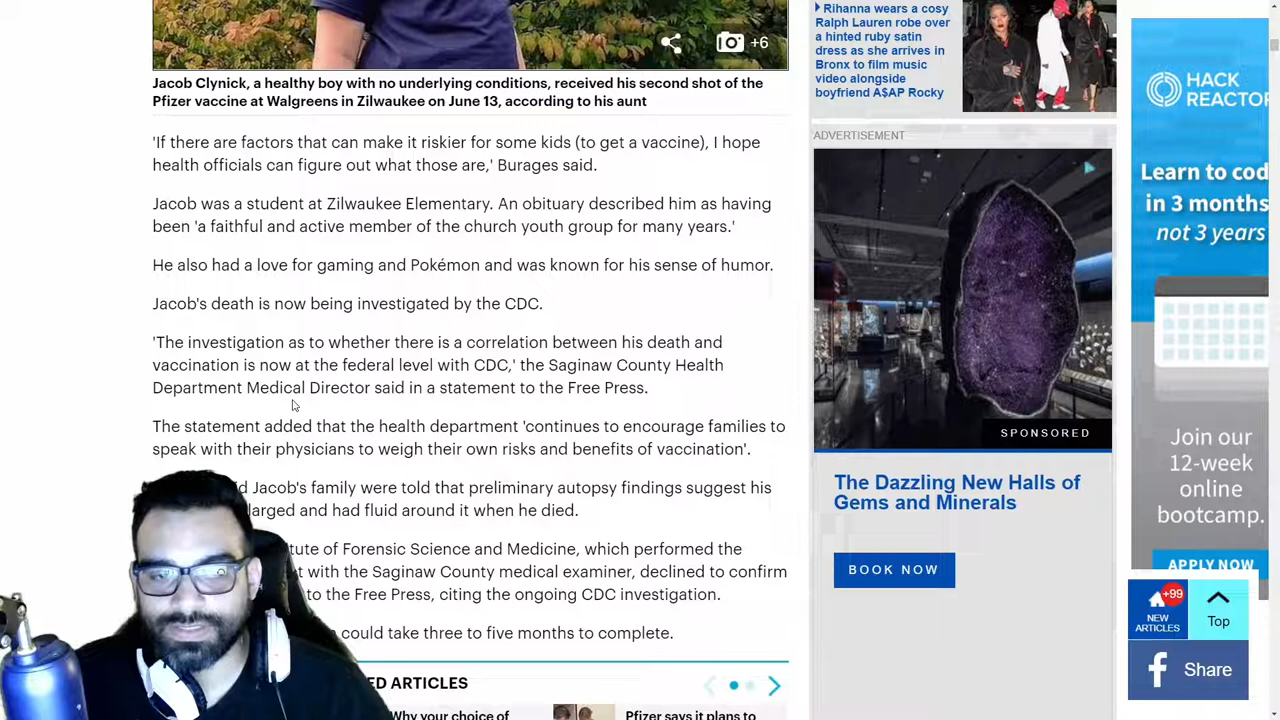 +6
Jacob Clynick, a healthy boy with no underlying conditions, received his second shot of the
Pfizer vaccine at Walgreens in Zilwaukee on June 13, according to his aunt
'If there are factors that can make it riskier for some kids (to get a vaccine), I hope
health officials can figure out what those are,' Burages said.
Jacob was a student at Zilwaukee Elementary. An obituary described him as having
been 'a faithful and active member of the church youth group for many years.'
He also had a love for gaming and Pokémon and was known for his sense of humor.
Jacob's death is now being investigated by the CDC.
'The investigation as to whether there is a correlation between his death and
vaccination is now at the federal level with CDC,' the Saginaw County Health
Department Medical Director said in a statement to the Free Press.
The statement added that the health department 'continues to encourage families to
speak with their physicians to weigh their own risks and benefits of vaccination'.
Jacob's family were told that preliminary autopsy findings suggest his
larged and had fluid around it when he died.
tute of Forensic Science and Medicine, which performed the
t with the Saginaw County medical examiner, declined to confirm
to the Free Press, citing the ongoing CDC investigation.
could take three to five months to complete.
ED ARTICLES
Why your choice of
Pfizer says it plans to
Rihanna wears a cosy
Ralph Lauren robe over
a hinted ruby satin
dress as she arrives in
Bronx to film music
video alongside
boyfriend A$AP Rocky
ADVERTISEMENT
SPONSORED
The Dazzling New Halls of
Gems and Minerals
BOOK NOW
HACK
REACTOR
Learn to cod
in 3 months
not 3 years
Join our
12-week
online
bootcamp.
APPLY NOW
+99
NEW
ARTICLES
Top
Share